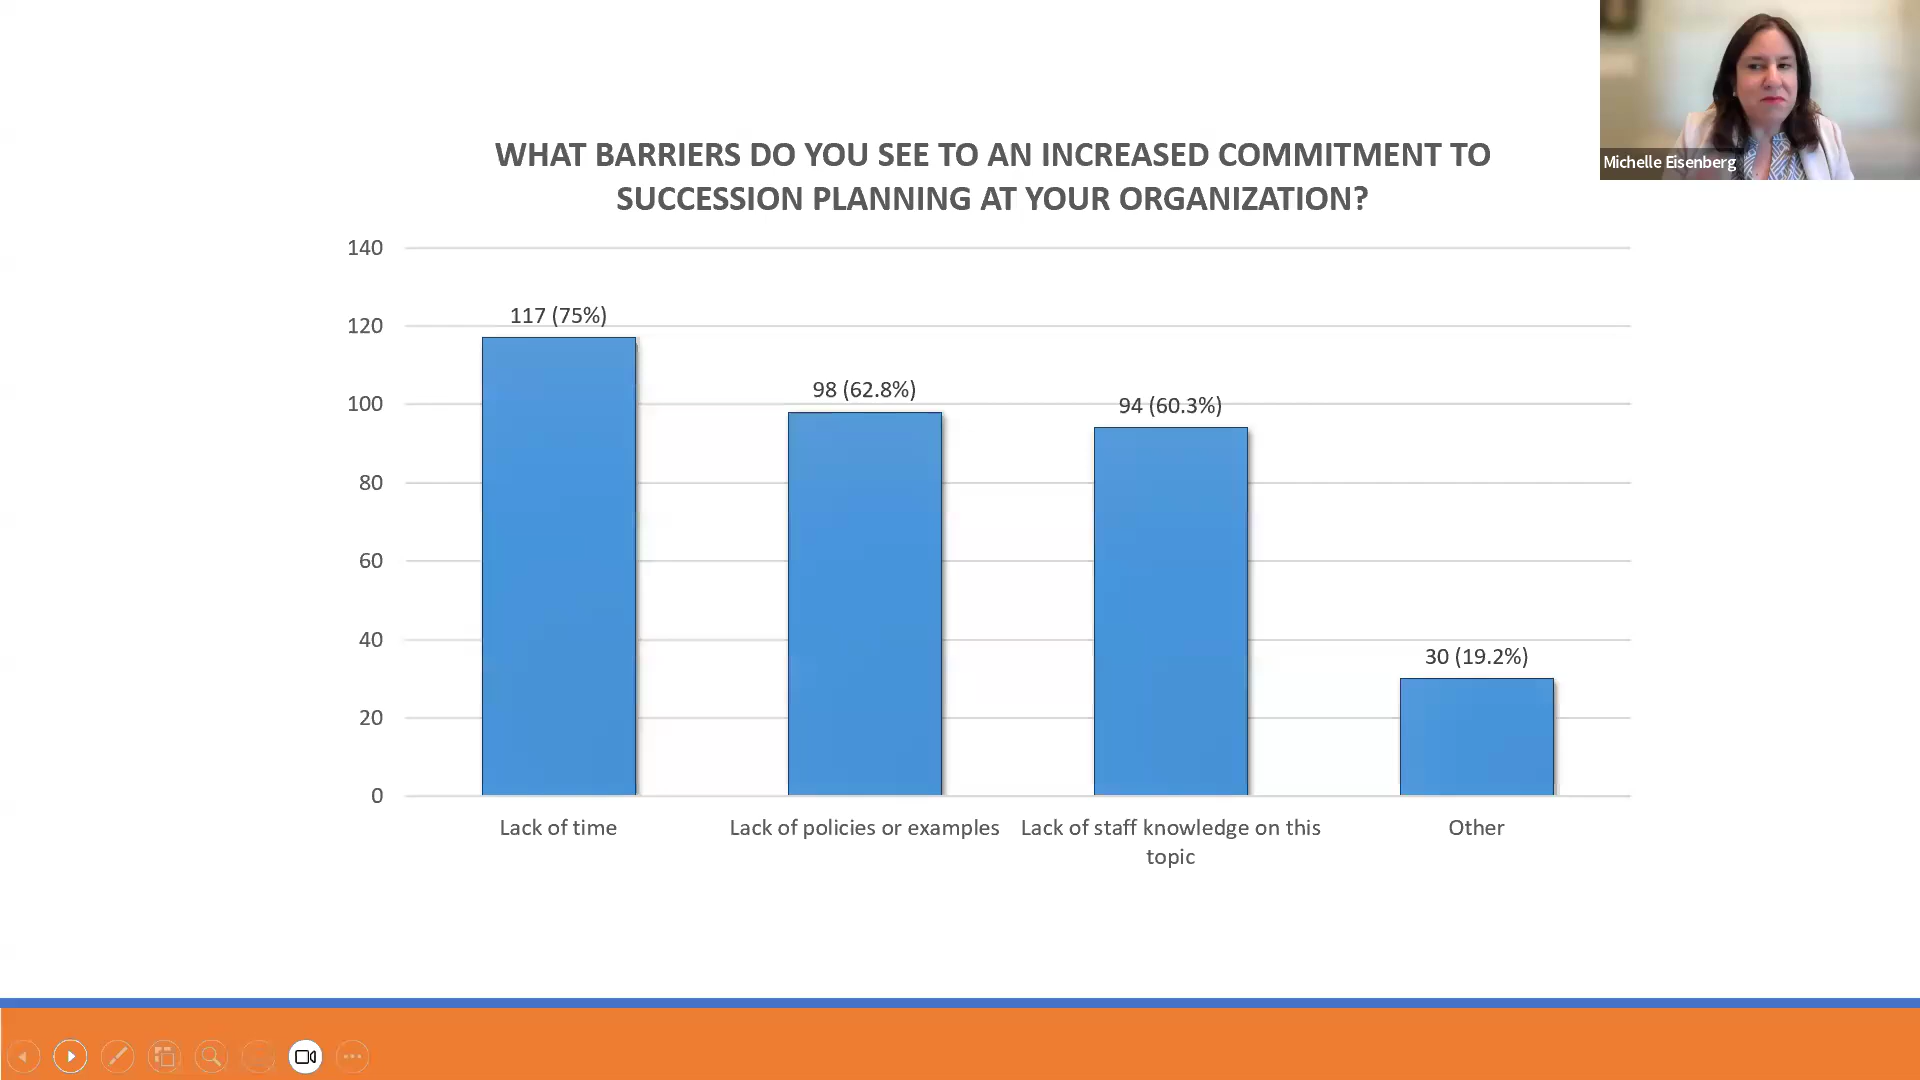 WHAT BARRIERS DO YOU SEE TO AN INCREASED COMMITMENT TO
SUCCESSION PLANNING AT YOUR ORGANIZATION?
Michelle Eisenberg
140
120
100
80
60
40
20
0
117 (75%)
98 (62.8%)
94 (60.3%)
30 (19.2%)
Lack of time
Lack of policies or examples
Lack of staff knowledge on this
topic
Other